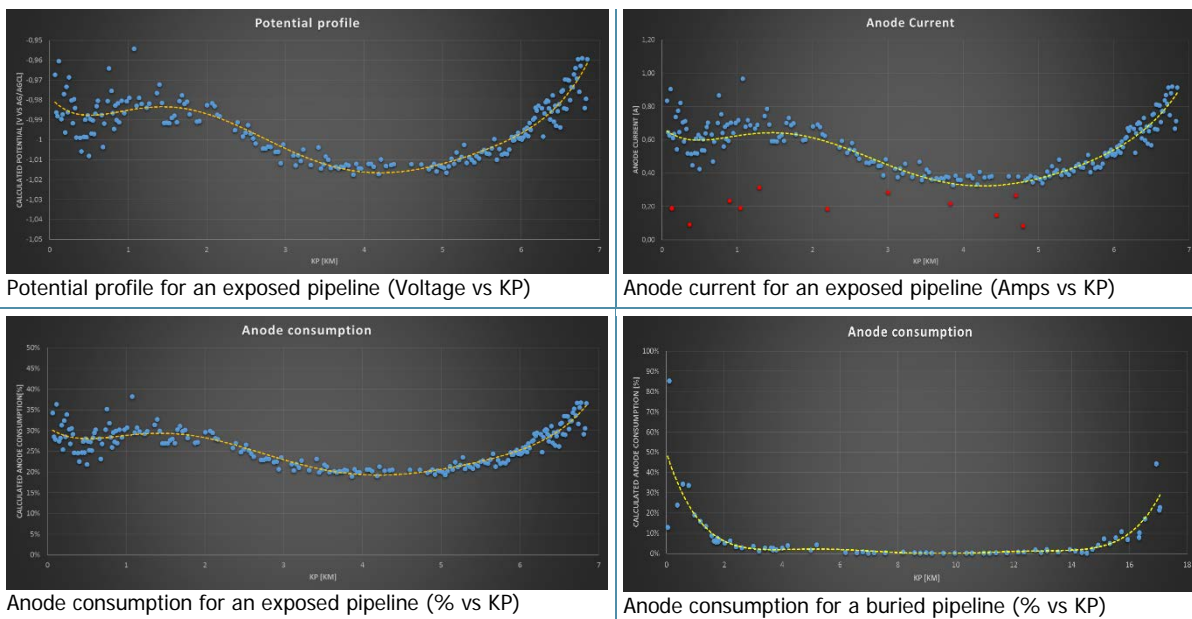 Potential profile
CALCULATED POTENTIAL [V VS AG/AGCL]
-0,95
-0,96
-0,97
-0,98
-0,99
-1
-1,01
-1,02
-1,03
-1,04
-1,05
0 1 2 3 4 5 6 7
KP [KM]
Potential profile for an exposed pipeline (Voltage vs KP)
Anode Current
ANODE CURRENT [A]
1,20
1,00
0,80
0,60
0,40
0,20
0,00
0 1 2 3 4 5 6 7
KP [KM]
Anode current for an exposed pipeline (Amps vs KP)
Anode consumption
CALCULATED ANODE CONSUMPTION[%]
50%
45%
40%
35%
30%
25%
20%
15%
10%
5%
0%
0 1 2 3 4 5 6 7
KP [KM]
Anode consumption for an exposed pipeline (% vs KP)
Anode consumption
CALCULATED ANODE CONSUMPTION [%]
100%
90%
80%
70%
60%
50%
40%
30%
20%
10%
0%
0 2 4 6 8 10 12 14 16 18
KP [KM]
Anode consumption for a buried pipeline (% vs KP)